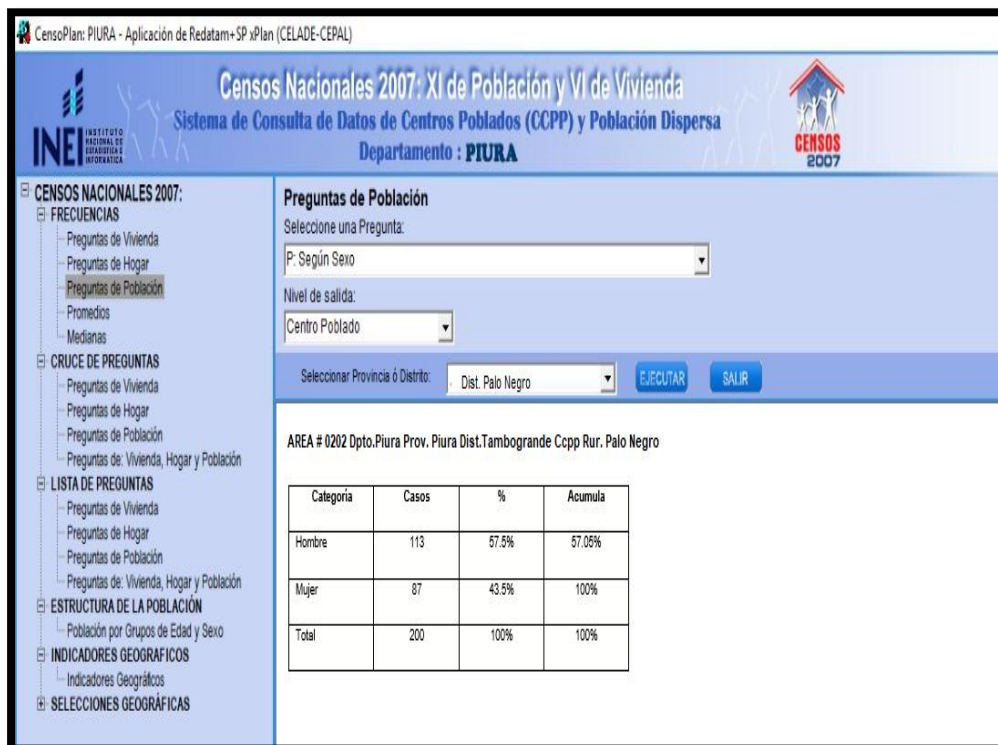 CensoPlan: PIURA - Aplicación de Redatam+SP xPlan (CELADE-CEPAL)
INEI INSTITUTO NACIONAL DE ESTADISTICA E INFORMATICA
Censos Nacionales 2007: XI de Población y VI de Vivienda
Sistema de Consulta de Datos de Centros Poblados (CCPP) y Población Dispersa
Departamento : PIURA
CENSOS
2007
CENSOS NACIONALES 2007:
FRECUENCIAS
Preguntas de Vivienda
Preguntas de Hogar
Preguntas de Población
Promedios
Medianas
CRUCE DE PREGUNTAS
Preguntas de Vivienda
Preguntas de Hogar
Preguntas de Población
Preguntas de: Vivienda, Hogar y Población
LISTA DE PREGUNTAS
Preguntas de Vivienda
Preguntas de Hogar
Preguntas de Población
Preguntas de: Vivienda, Hogar y Población
ESTRUCTURA DE LA POBLACIÓN
Población por Grupos de Edad y Sexo
INDICADORES GEOGRAFICOS
Indicadores Geográficos
SELECCIONES GEOGRÁFICAS
Preguntas de Población
Seleccione una Pregunta:
P: Según Sexo
Nivel de salida:
Centro Poblado
Seleccionar Provincia ó Distrito: Dist. Palo Negro EJECUTAR SALIR
AREA # 0202 Dpto.Piura Prov. Piura Dist.Tambogrande Ccpp Rur. Palo Negro
Categoría Casos % Acumula
Hombre 113 57.5% 57.05%
Mujer 87 43.5% 100%
Total 200 100% 100%